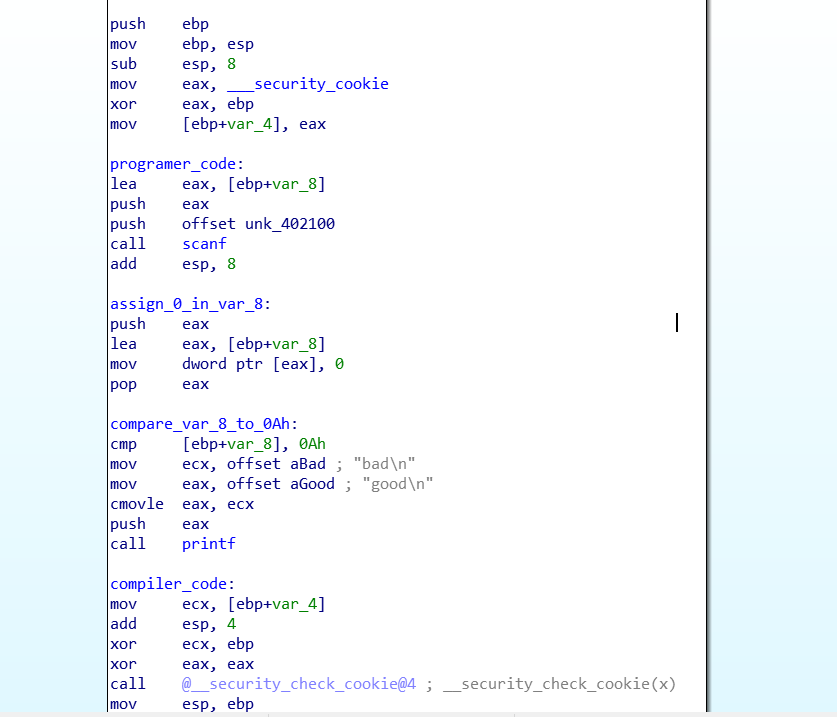 push ebp
mov ebp, esp
sub esp, 8
mov eax, ___security_cookie
xor eax, ebp
mov [ebp+var_4], eax
programer_code:
lea eax, [ebp+var_8]
push eax
push offset unk_402100
call scanf
add esp, 8
assign_0_in_var_8:
push eax
lea eax, [ebp+var_8]
mov dword ptr [eax], 0
pop eax
compare_var_8_to_0Ah:
cmp [ebp+var_8], 0Ah
mov ecx, offset aBad ; "bad\n"
mov eax, offset aGood ; "good\n"
cmovle eax, ecx
push eax
call printf
compiler_code:
mov ecx, [ebp+var_4]
add esp, 4
xor ecx, ebp
xor eax, eax
call @__security_check_cookie@4 ; __security_check_cookie(x)
mov esp, ebp